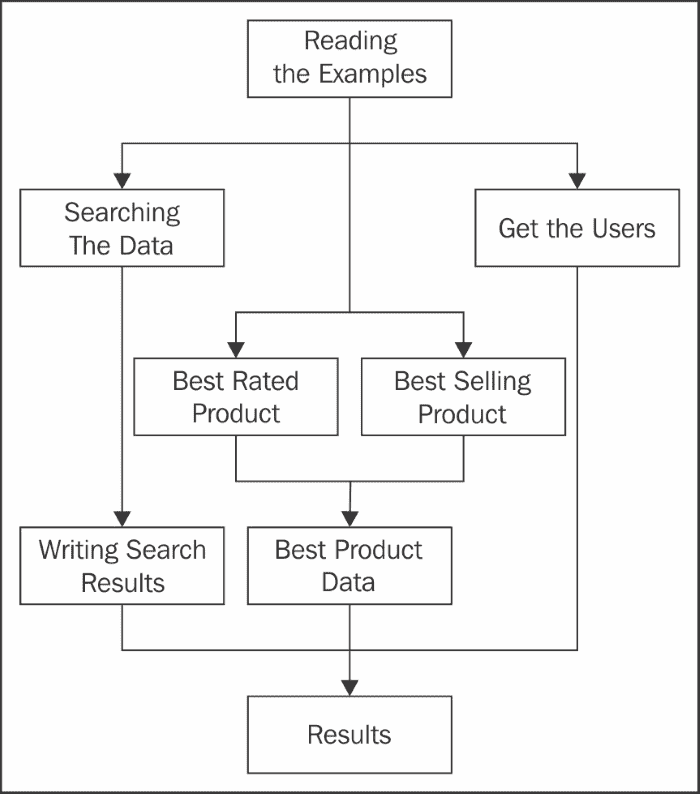 Reading
the Examples
Searching
The Data
Get the Users
Best Rated
Product
Best Selling
Product
Writing Search
Results
Best Product
Data
Results